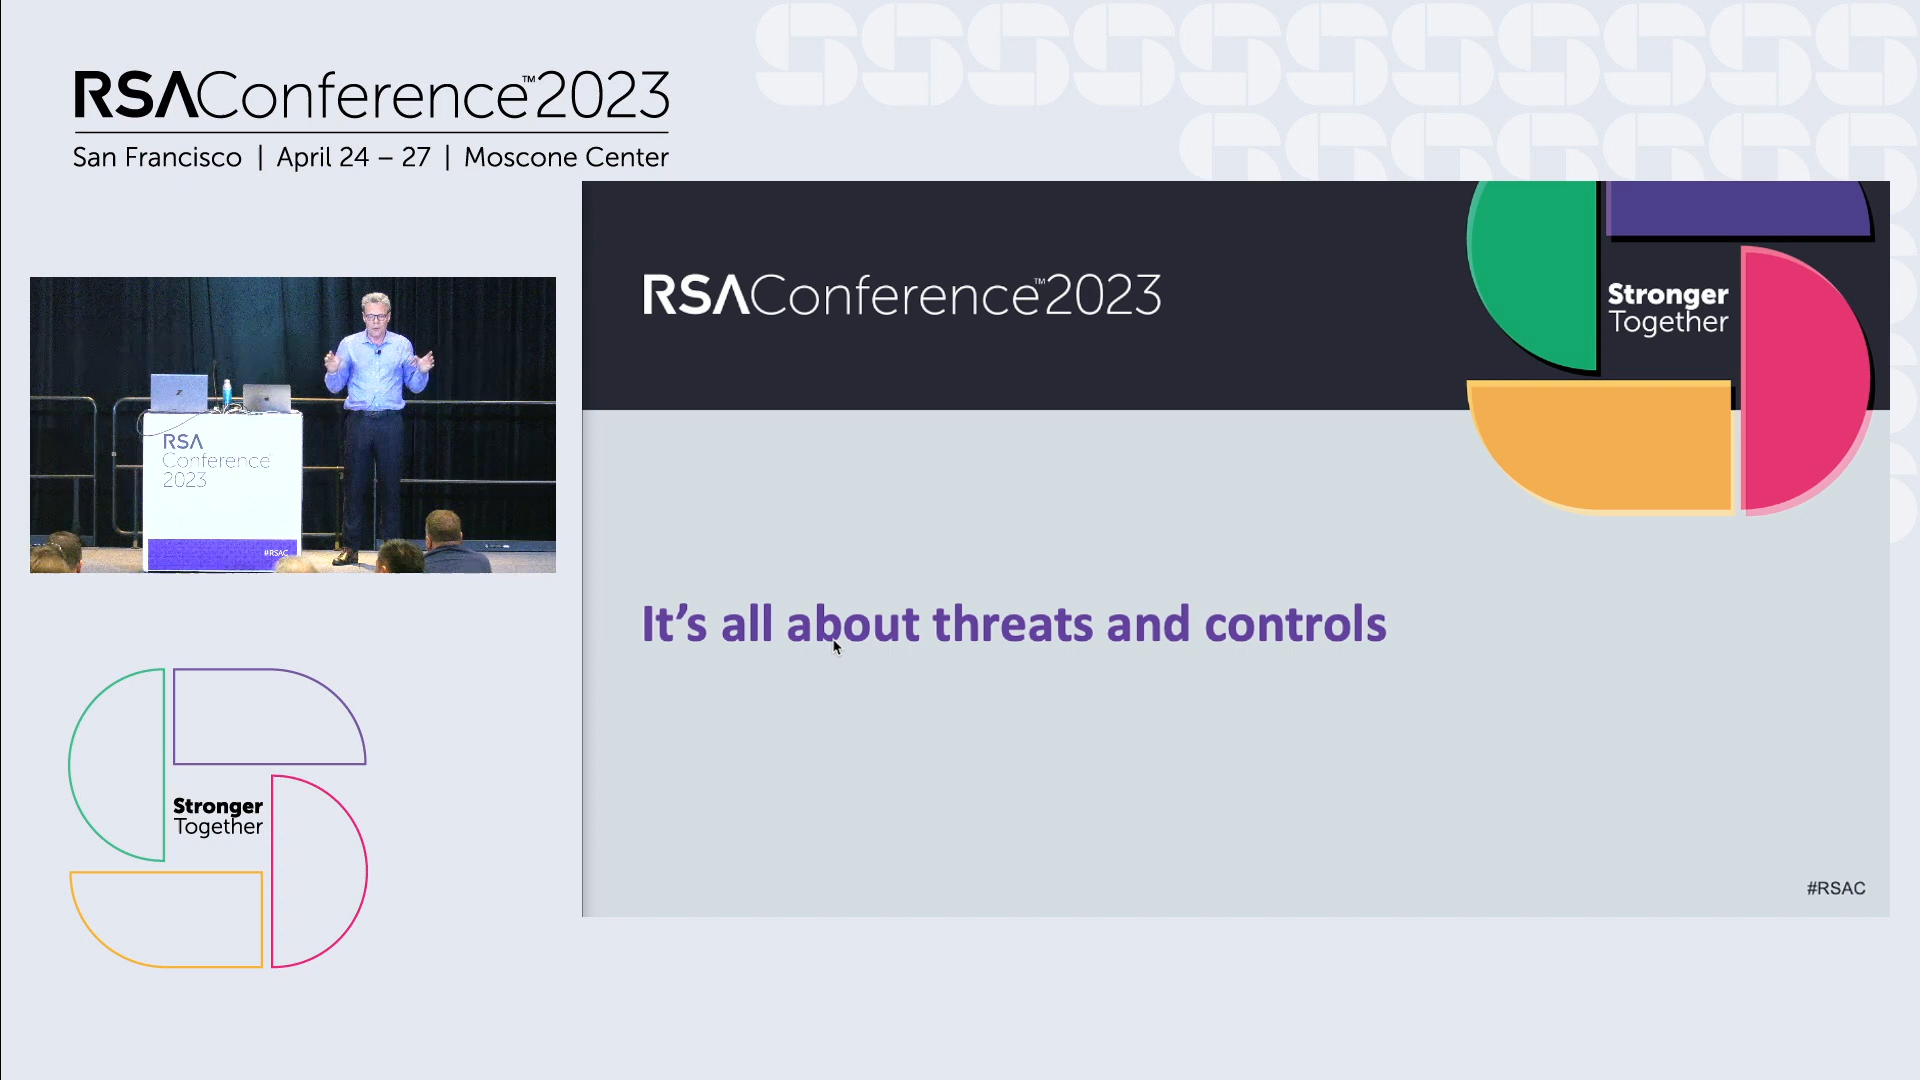 RSAConference™2023
San Francisco | April 24 – 27 | Moscone Center
RSAConference™2023
Stronger
Together
RSA
Conference
2023
#RSAC
It’s all about threats and controls
Stronger
Together
#RSAC